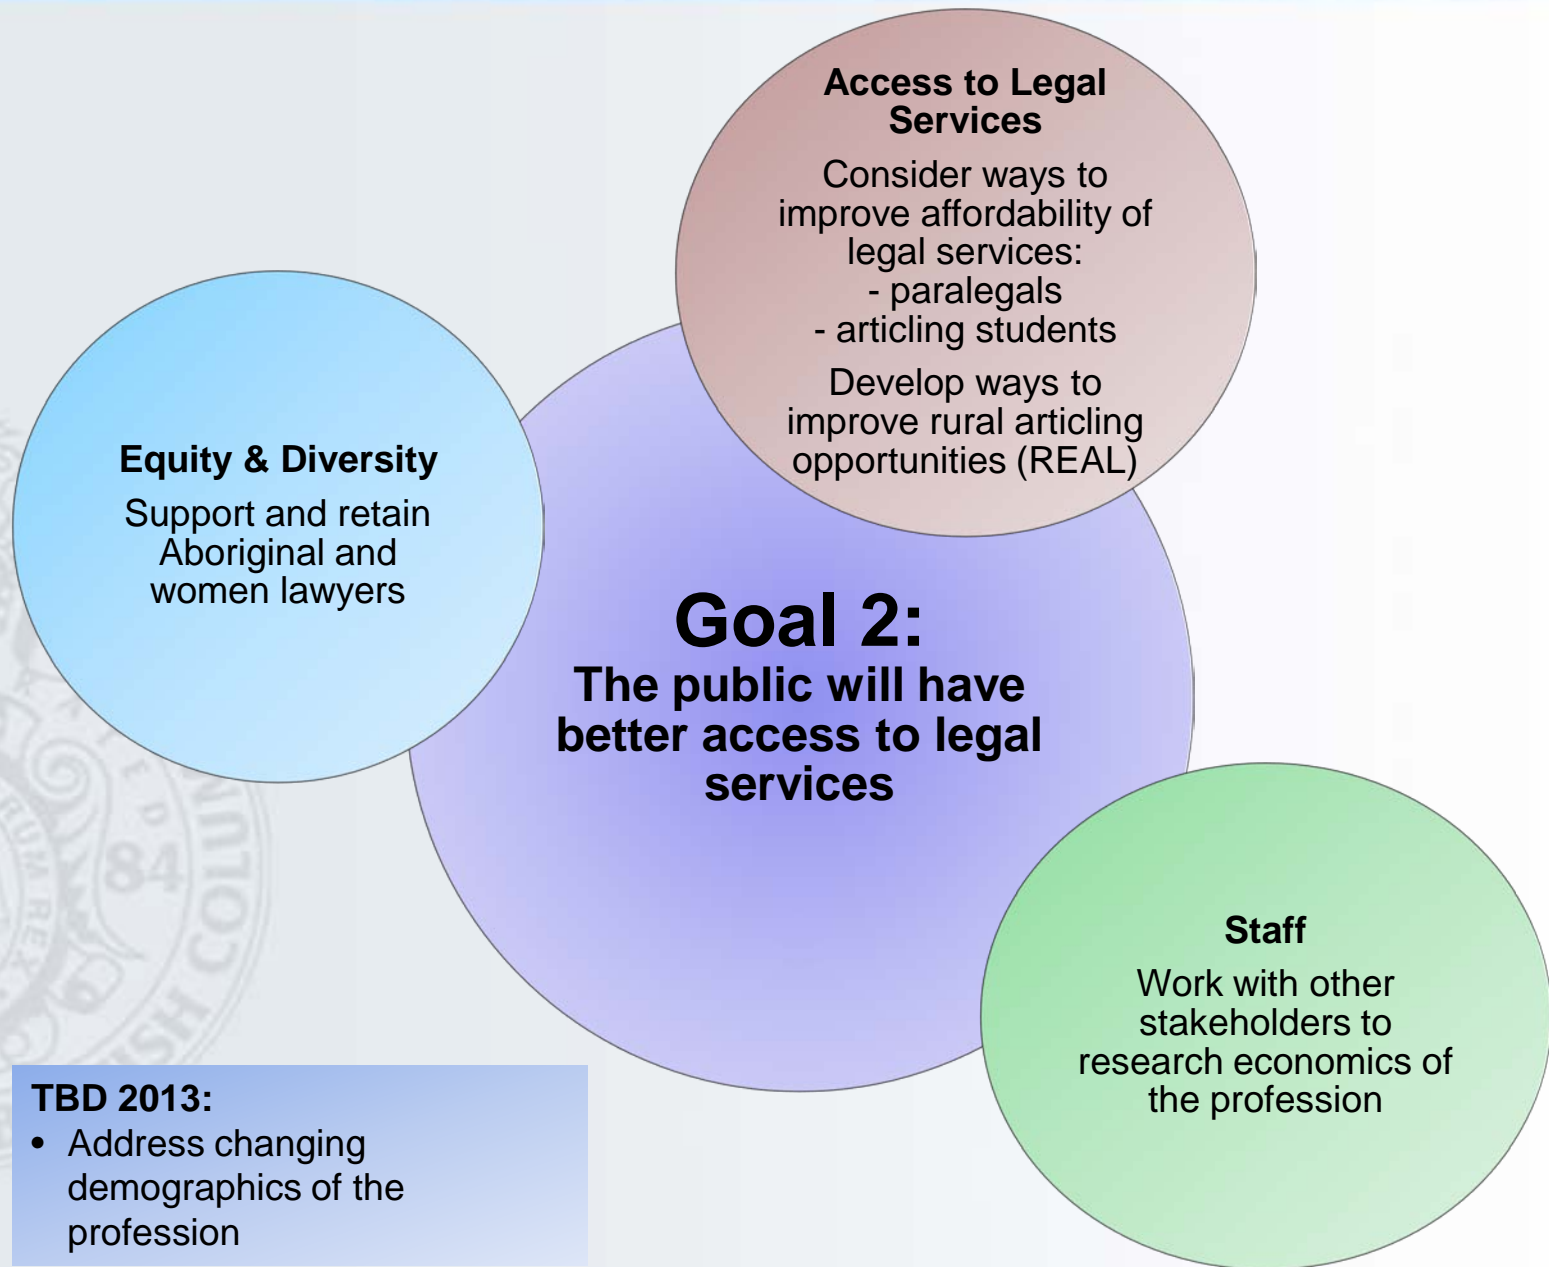 Access to Legal
Services
Consider ways to
improve affordability of
legal services:
- paralegals
- articling students
Develop ways to
improve rural articling
opportunities (REAL)
Equity & Diversity
Support and retain
Aboriginal and
women lawyers
Goal 2:
The public will have
better access to legal
services
Staff
Work with other
stakeholders to
research economics of
the profession
TBD 2013:
• Address changing
demographics of the
profession
84
RUM REX